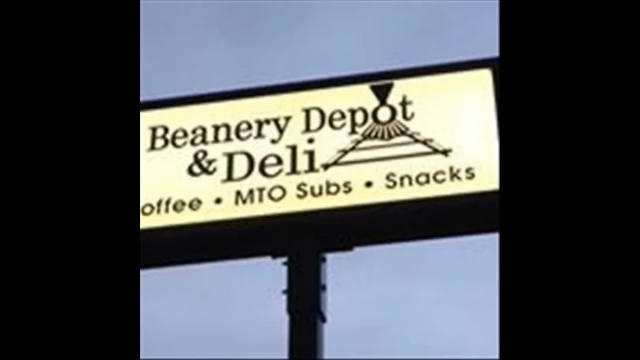 Beanery Depot
& Deli
offee • MTO Subs • Snacks